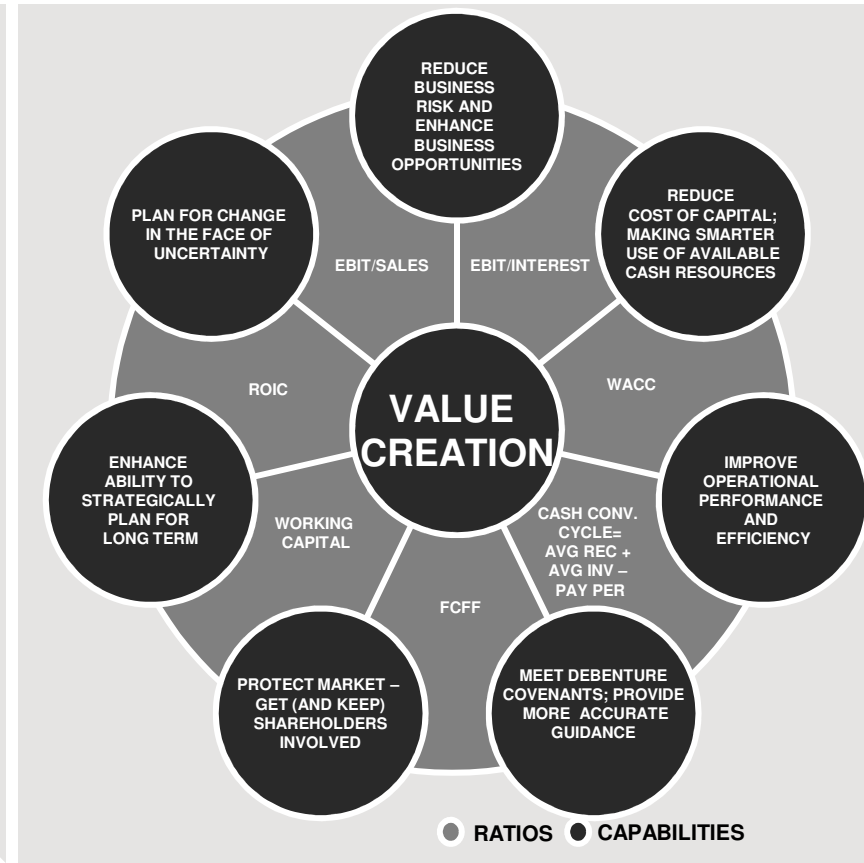 REDUCE
BUSINESS
RISK AND
ENHANCE
BUSINESS
OPPORTUNITIES
REDUCE
COST OF CAPITAL;
MAKING SMARTER
USE OF AVAILABLE
CASH RESOURCES
PLAN FOR CHANGE
IN THE FACE OF
UNCERTAINTY
EBIT/SALES
EBIT/INTEREST
ROIC
WACC
VALUE
CREATION
ENHANCE
ABILITY TO
STRATEGICALLY
PLAN FOR
LONG TERM
IMPROVE
OPERATIONAL
PERFORMANCE
AND
EFFICIENCY
WORKING
CAPITAL
CASH CONV.
CYCLE=
AVG REC +
AVG INV –
PAY PER
FCFF
PROTECT MARKET –
GET (AND KEEP)
SHAREHOLDERS
INVOLVED
MEET DEBENTURE
COVENANTS; PROVIDE
MORE ACCURATE
GUIDANCE
RATIOS CAPABILITIES